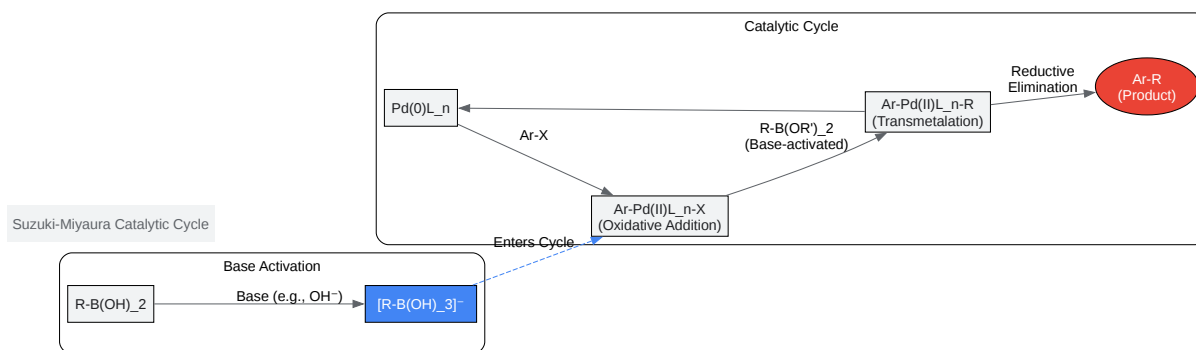 Catalytic Cycle
Pd(0)L_n
Ar-X
Ar-Pd(II)L_n-X
(Oxidative Addition)
R-B(OR')_2
(Base-activated)
Ar-Pd(II)L_n-R
(Transmetalation)
Reductive
Elimination
Ar-R
(Product)
Suzuki-Miyaura Catalytic Cycle
Enters Cycle
Base Activation
R-B(OH)_2
Base (e.g., OH⁻)
[R-B(OH)_3]⁻